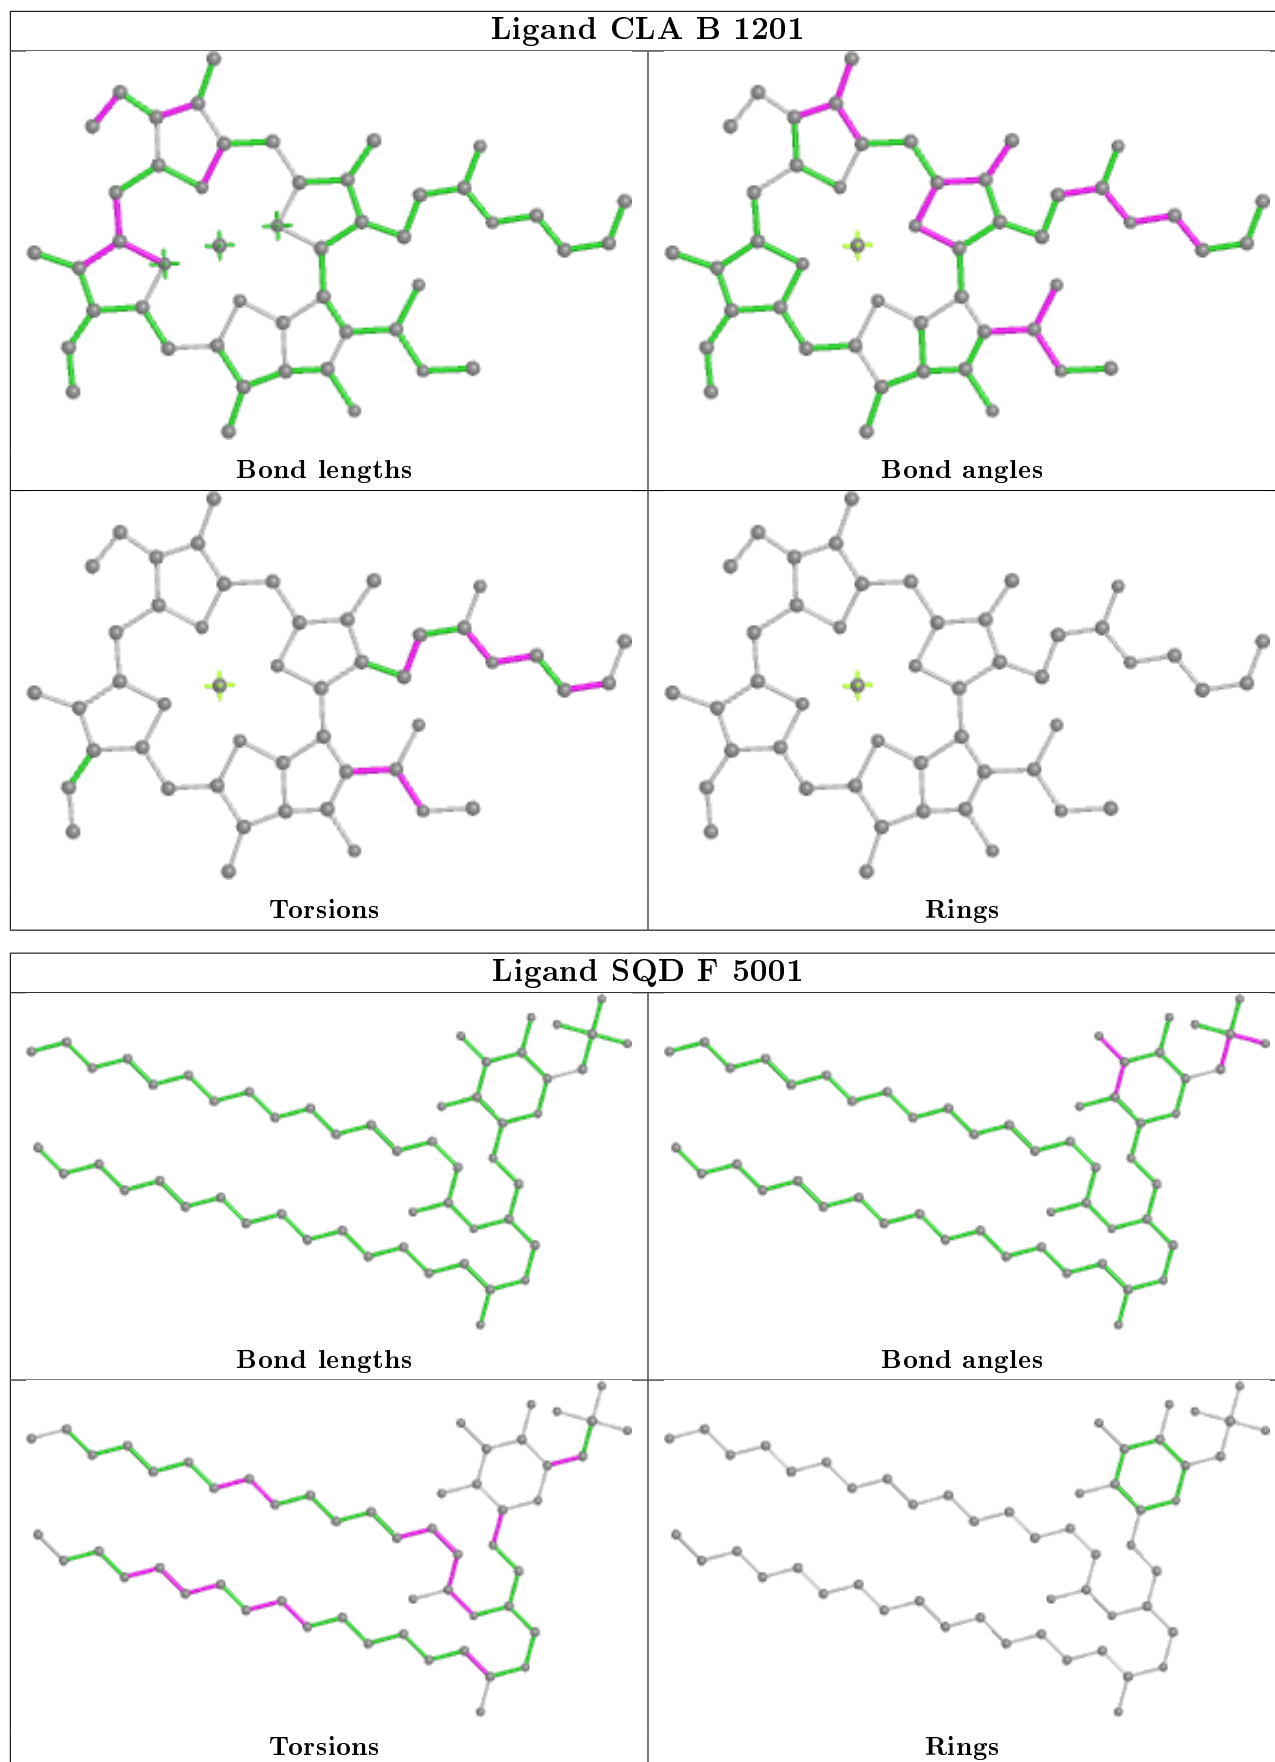 Ligand CLA B 1201
Bond lengths
Bond angles
Torsions
Rings
Ligand SQD F 5001
Bond lengths
Bond angles
Torsions
Rings